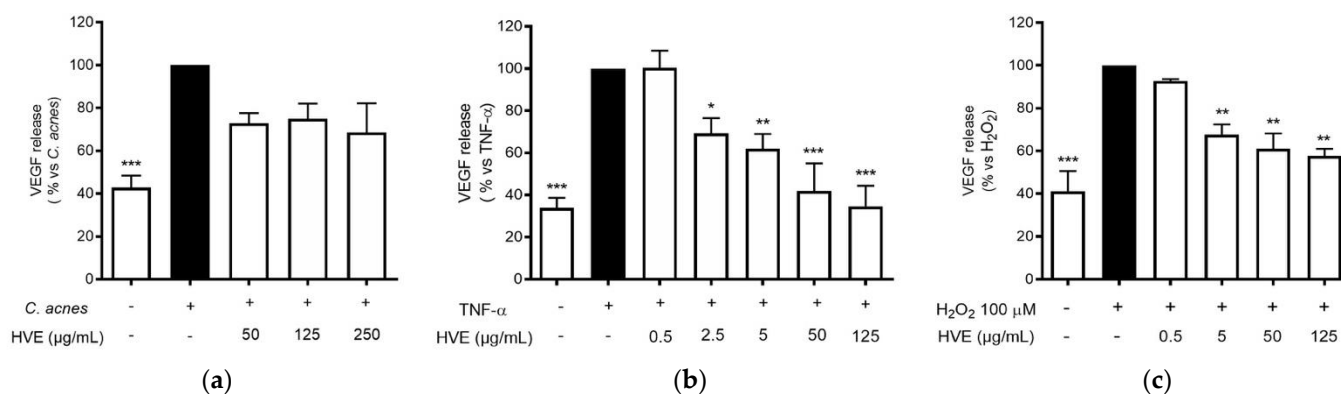 120
100
80
60
40
20
0
VEGF release
( % vs C. acnes)
***
C. acnes - + + + +
HVE (µg/mL) - - 50 125 250
(a)
120
100
80
60
40
20
0
VEGF release
( % vs TNF-α)
***
*
**
***
***
TNF-α - + + + + + +
HVE (µg/mL) - - 0.5 2.5 5 50 125
(b)
120
100
80
60
40
20
0
VEGF release
(% vs H₂O₂)
***
**
**
**
H₂O₂ 100 µM - + + + + +
HVE (µg/mL) - - 0.5 5 50 125
(c)